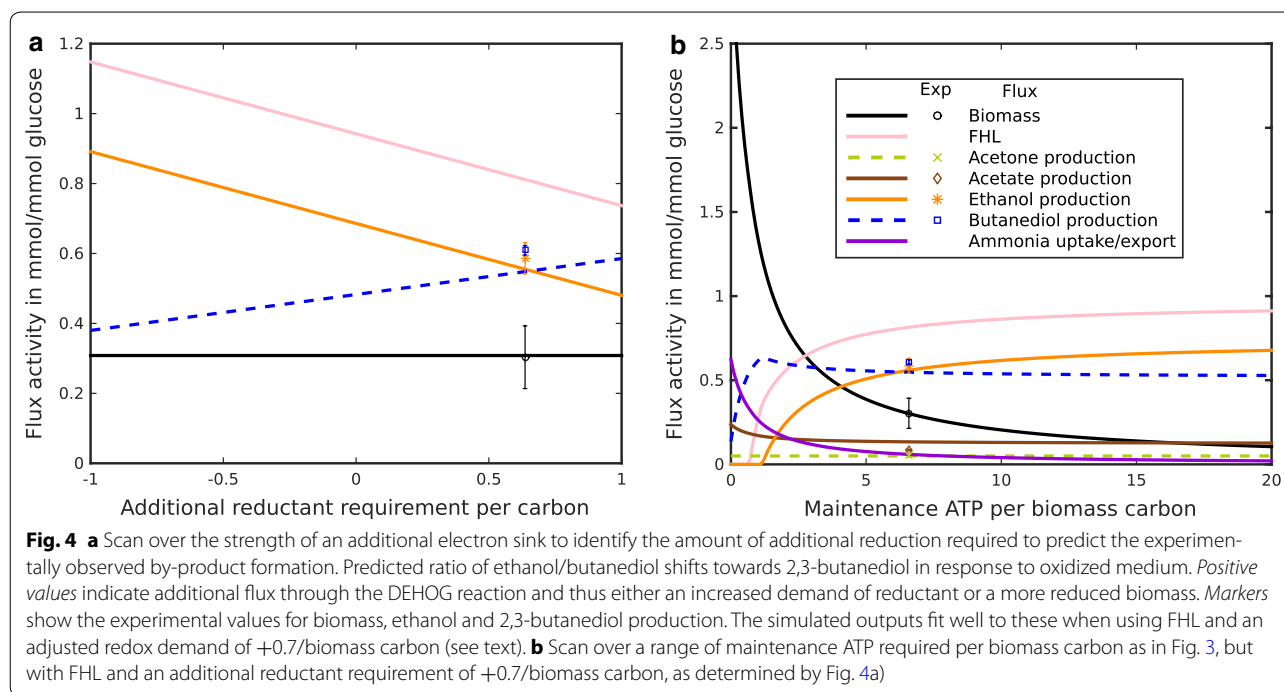 a
1.2
1
0.8
0.6
0.4
0.2
0
Flux activity in mmol/mmol glucose
-1
-0.5
0
0.5
1
Additional reductant requirement per carbon
b
2.5
2
1.5
1
0.5
0
Flux activity in mmol/mmol glucose
Exp Flux
Biomass
FHL
Acetone production
Acetate production
Ethanol production
Butanediol production
Ammonia uptake/export
0
5
10
15
20
Maintenance ATP per biomass carbon
Fig. 4 a Scan over the strength of an additional electron sink to identify the amount of additional reduction required to predict the experimen-
tally observed by-product formation. Predicted ratio of ethanol/butanediol shifts towards 2,3-butanediol in response to oxidized medium. Positive
values indicate additional flux through the DEHOG reaction and thus either an increased demand of reductant or a more reduced biomass. Markers
show the experimental values for biomass, ethanol and 2,3-butanediol production. The simulated outputs fit well to these when using FHL and an
adjusted redox demand of +0.7/biomass carbon (see text). b Scan over a range of maintenance ATP required per biomass carbon as in Fig. 3, but
with FHL and an additional reductant requirement of +0.7/biomass carbon, as determined by Fig. 4a)